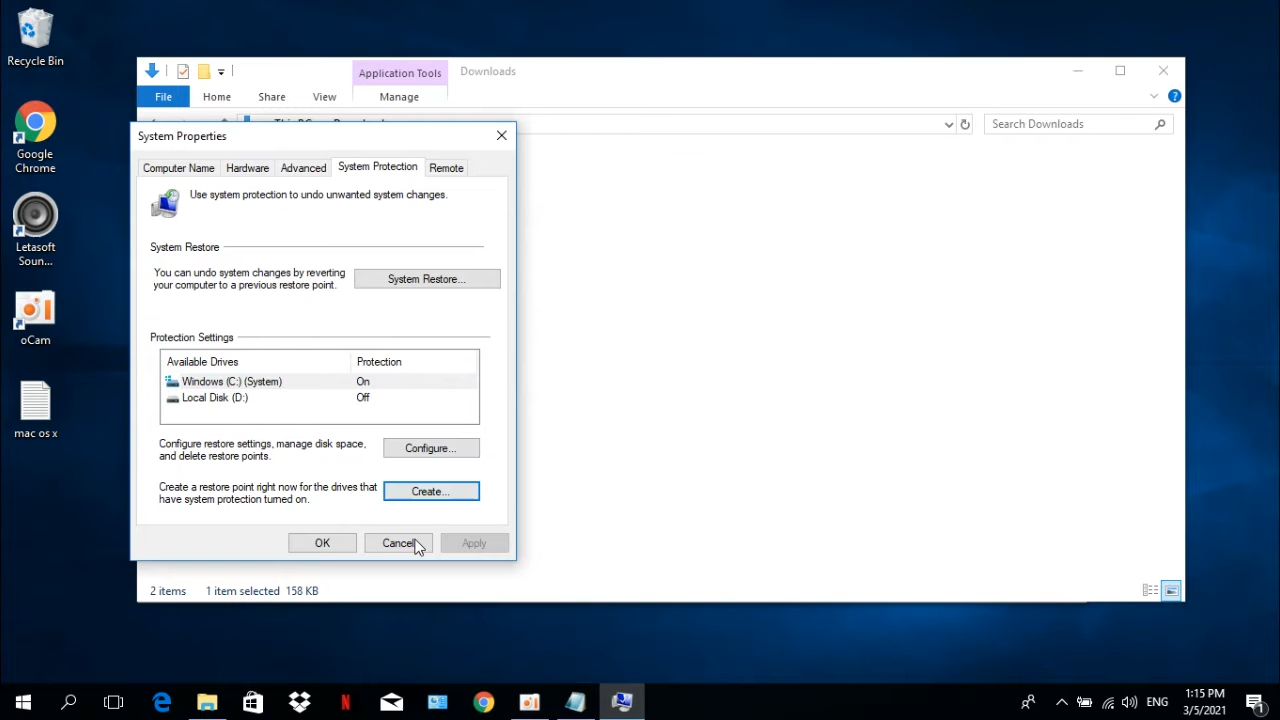 Recycle Bin
Google
Chrome
Letasoft
Soun...
oCam
mac os x
Application Tools
Downloads
File
Home
Share
View
Manage
Search Downloads
System Properties
Computer Name
Hardware
Advanced
System Protection
Remote
Use system protection to undo unwanted system changes.
System Restore
You can undo system changes by reverting
your computer to a previous restore point.
System Restore...
Protection Settings
Available Drives
Protection
Windows (C:) (System)
On
Local Disk (D:)
Off
Configure restore settings, manage disk space,
and delete restore points.
Configure...
Create a restore point right now for the drives that
have system protection turned on.
Create...
OK
Cancel
Apply
2 items
1 item selected 158 KB
ENG
1:15 PM
3/5/2021
1